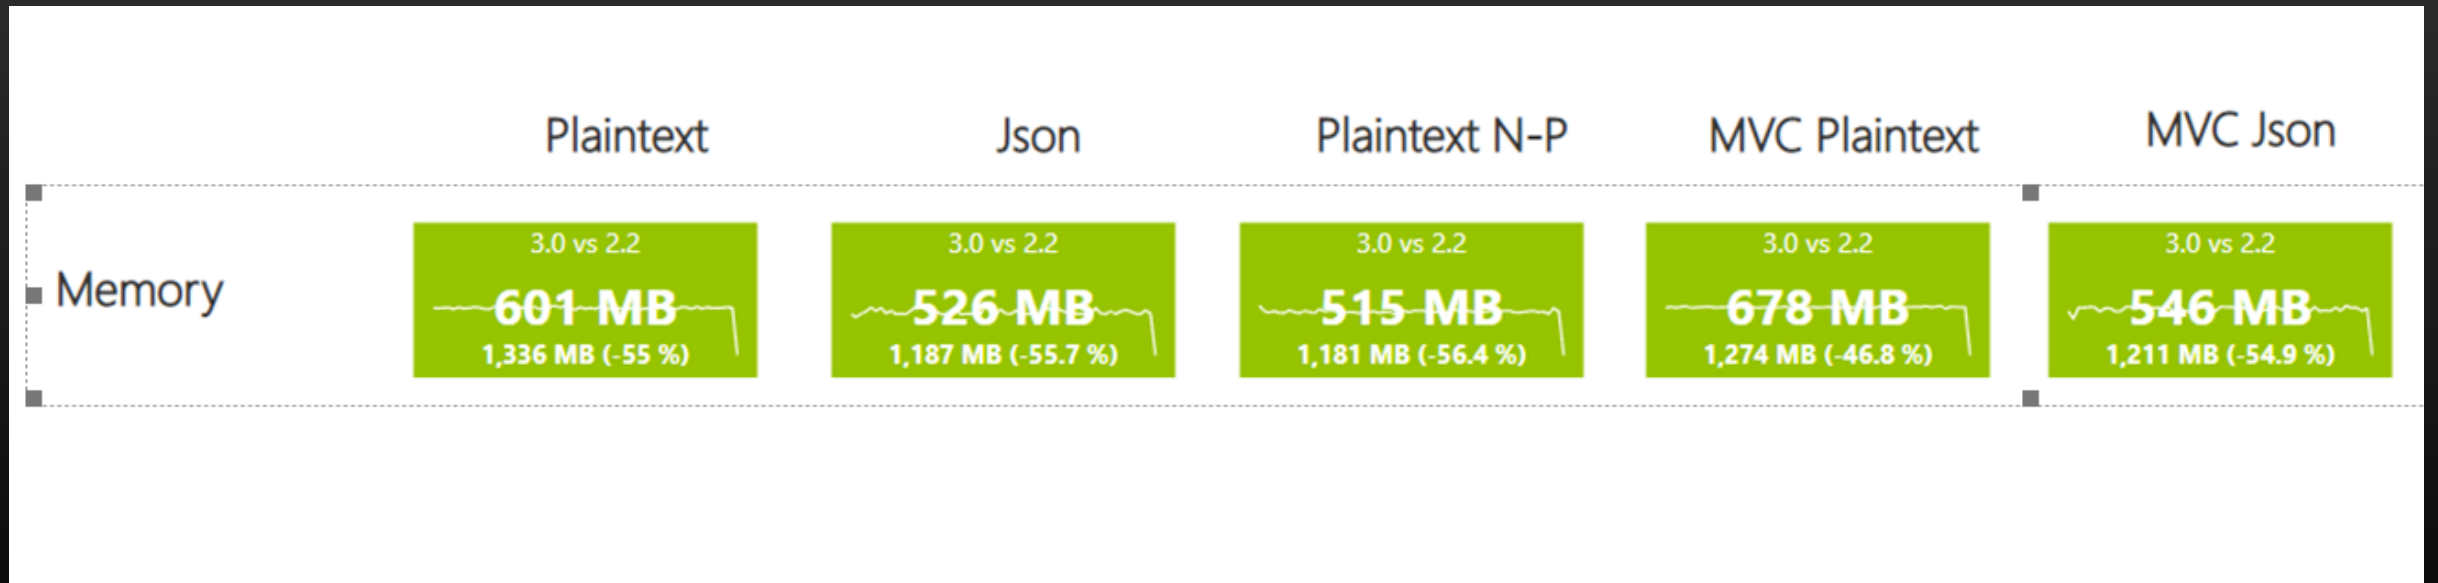 Plaintext
Json
Plaintext N-P
MVC Plaintext
MVC Json
Memory
3.0 vs 2.2
601 MB
1,336 MB (-55 %)
3.0 vs 2.2
526 MB
1,187 MB (-55.7 %)
3.0 vs 2.2
515 MB
1,181 MB (-56.4 %)
3.0 vs 2.2
678 MB
1,274 MB (-46.8 %)
3.0 vs 2.2
546 MB
1,211 MB (-54.9 %)